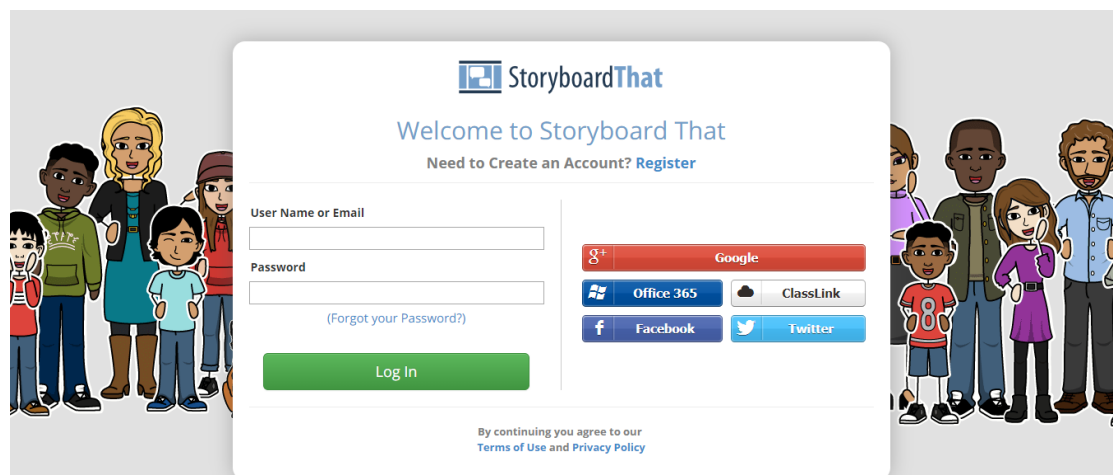 StoryboardThat
Welcome to Storyboard That
Need to Create an Account? Register
User Name or Email
Password
(Forgot your Password?)
Log In
g+ Google
Office 365
ClassLink
f Facebook
Twitter
By continuing you agree to our
Terms of Use and Privacy Policy
8